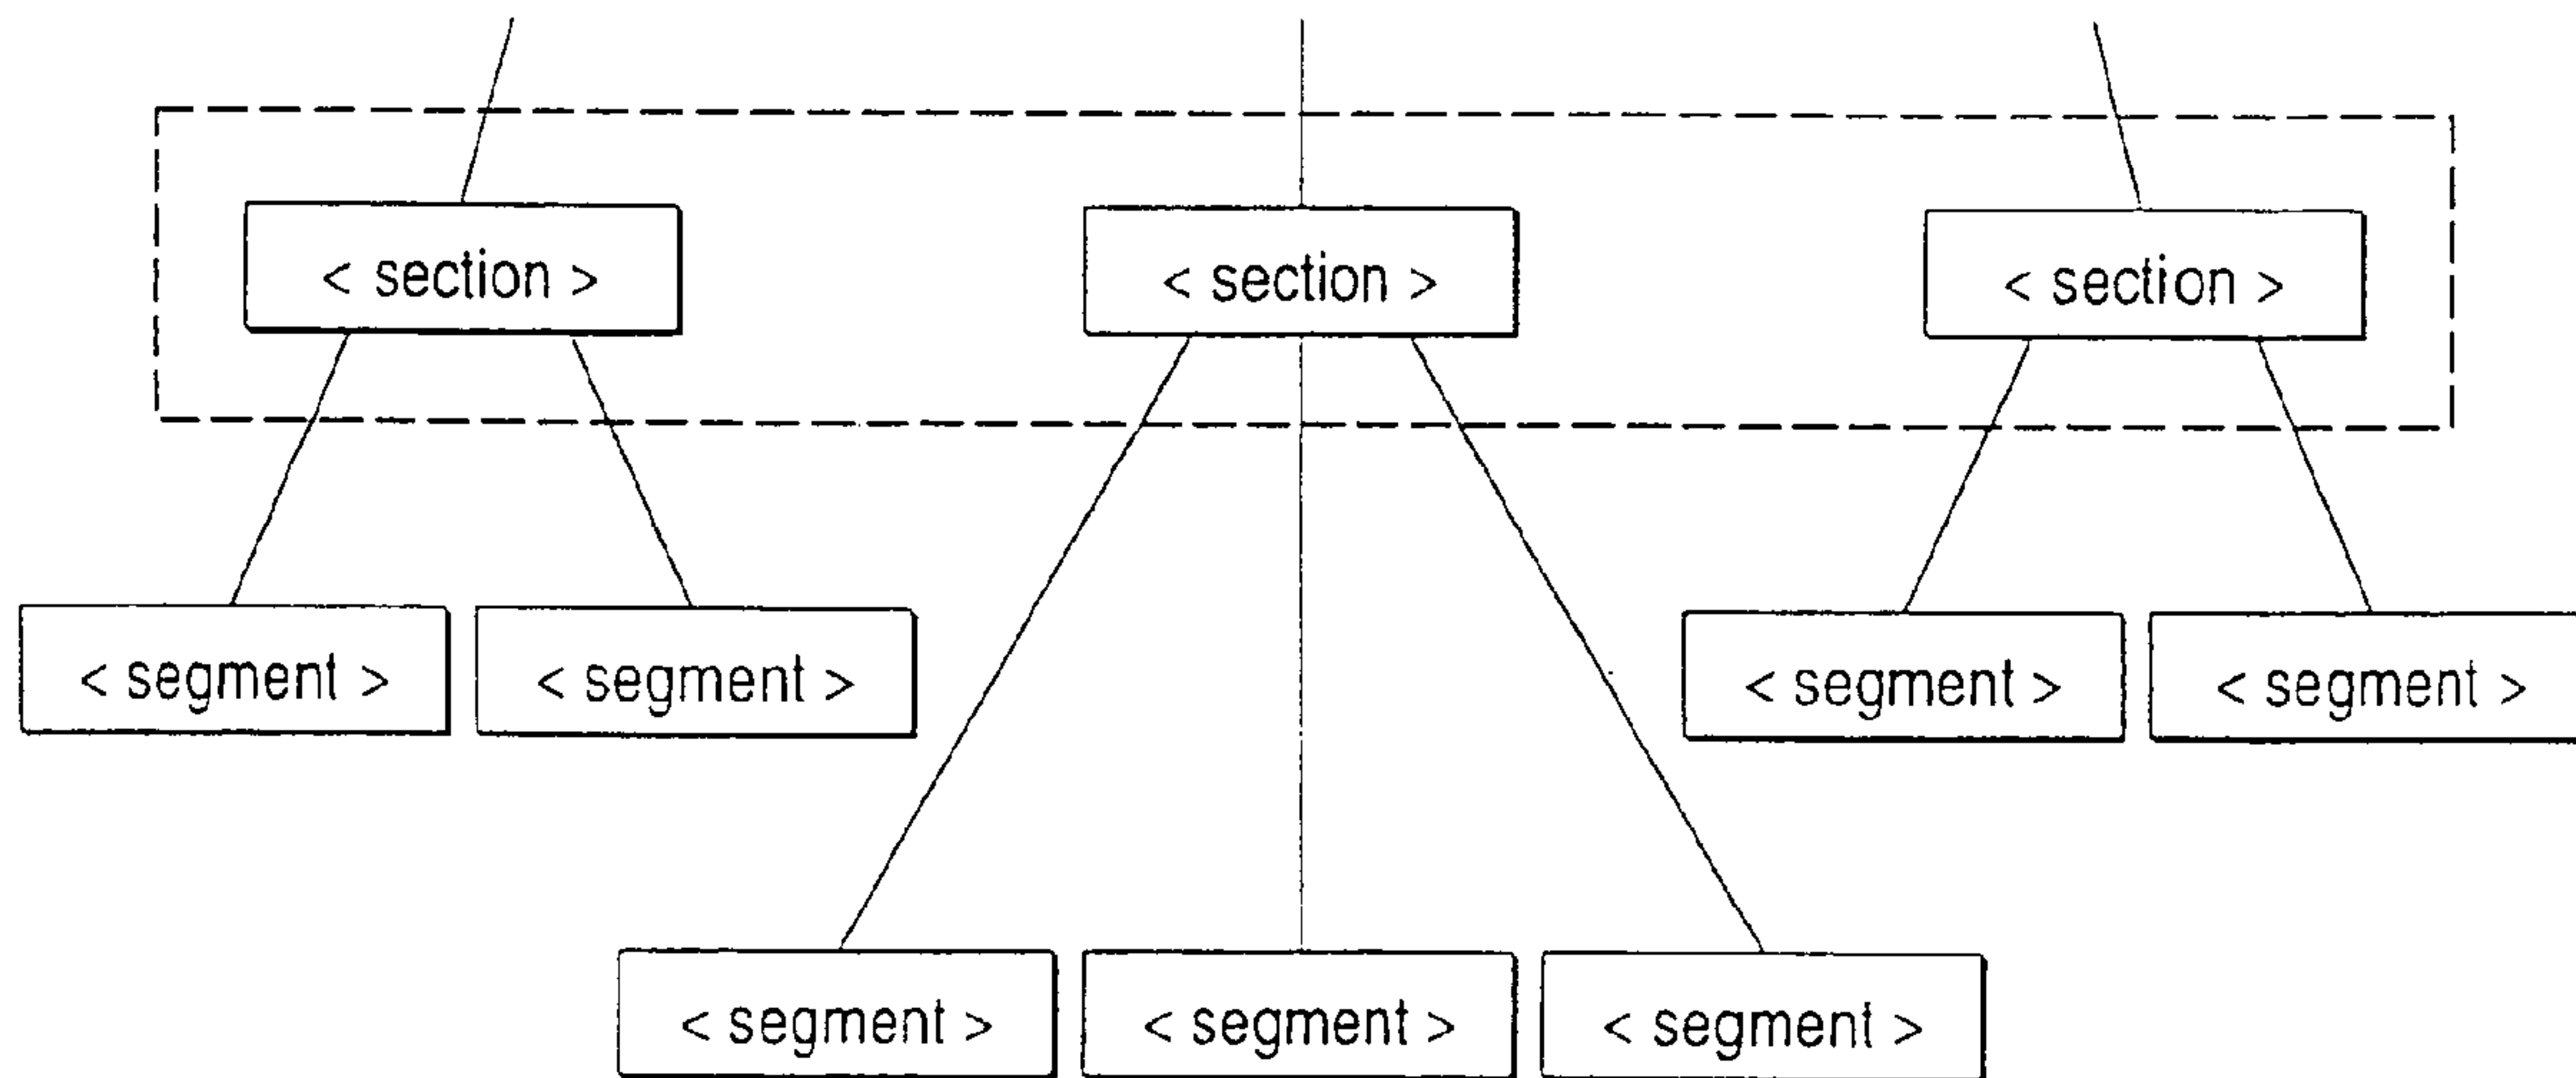 < section > < section > < section >
< segment > < segment > < segment > < segment >
< segment > < segment > < segment >